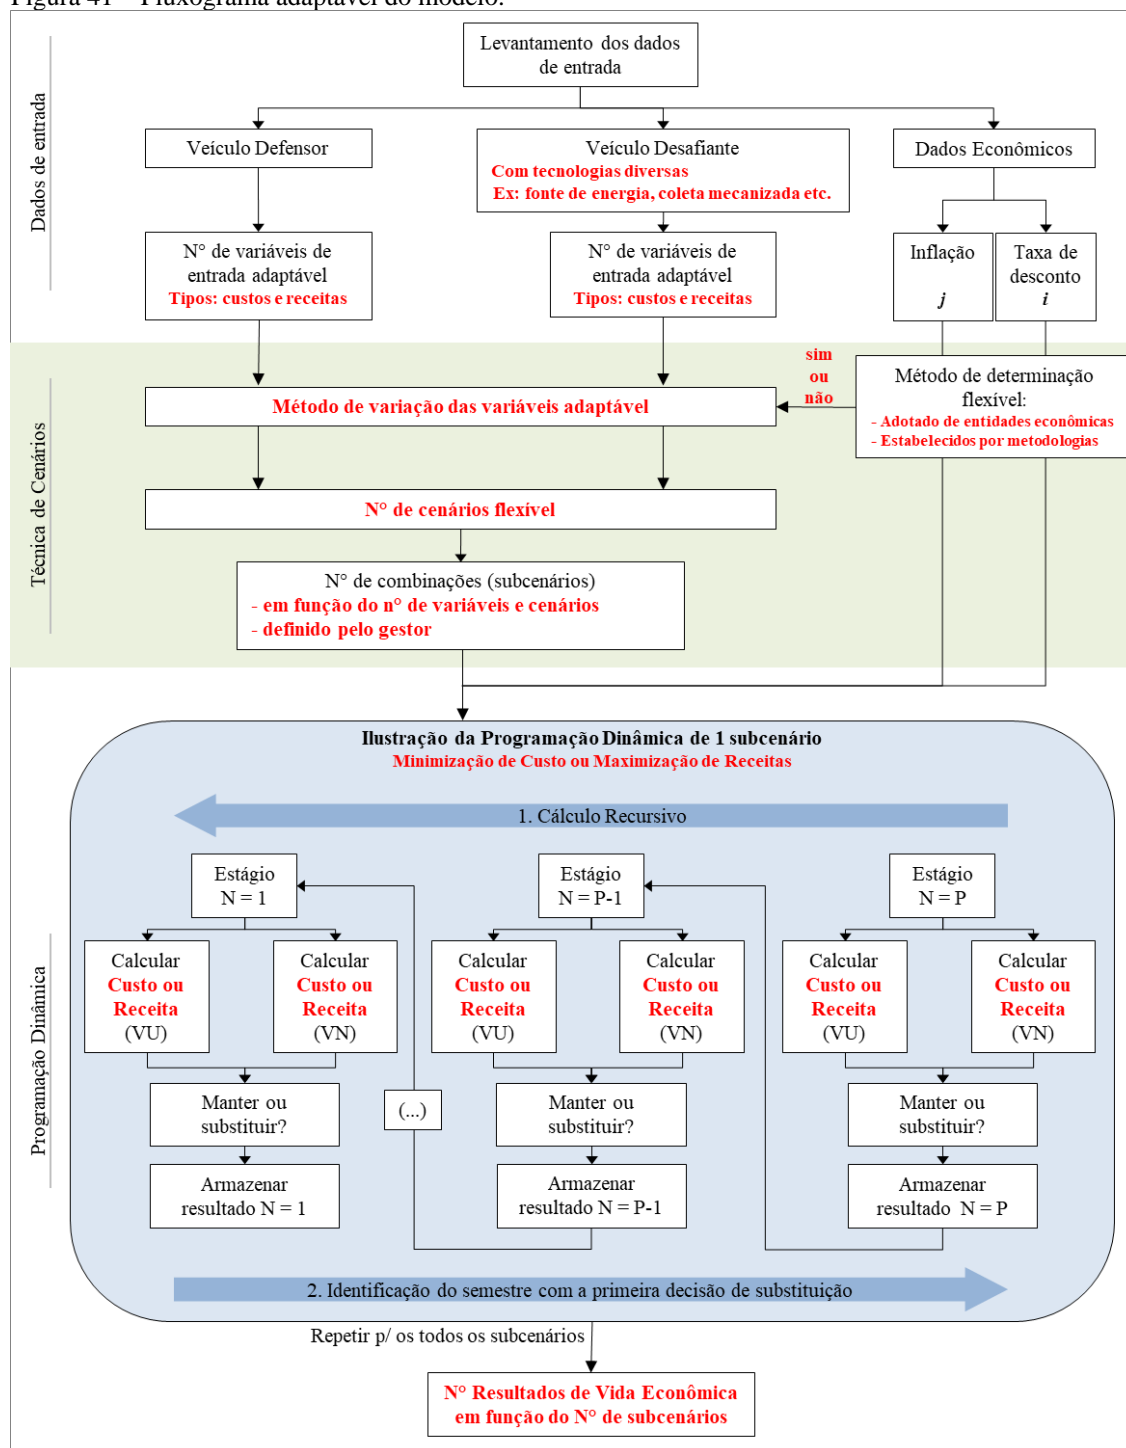 Figura 41 – Fluxograma adaptável do modelo.
Dados de entrada
Levantamento dos dados
de entrada
Veículo Defensor
Veículo Desafiante
Com tecnologias diversas
Ex: fonte de energia, coleta mecanizada etc.
Dados Econômicos
N° de variáveis de
entrada adaptável
Tipos: custos e receitas
N° de variáveis de
entrada adaptável
Tipos: custos e receitas
Inflação
j
Taxa de
desconto
i
Técnica de Cenários
sim
ou
não
Método de determinação
flexível:
- Adotado de entidades econômicas
- Estabelecidos por metodologias
Método de variação das variáveis adaptável
N° de cenários flexível
N° de combinações (subcenários)
- em função do n° de variáveis e cenários
- definido pelo gestor
Programação Dinâmica
Ilustração da Programação Dinâmica de 1 subcenário
Minimização de Custo ou Maximização de Receitas
1. Cálculo Recursivo
Estágio
N = 1
Estágio
N = P-1
Estágio
N = P
Calcular
Custo ou
Receita
(VU)
Calcular
Custo ou
Receita
(VN)
Calcular
Custo ou
Receita
(VU)
Calcular
Custo ou
Receita
(VN)
Calcular
Custo ou
Receita
(VU)
Calcular
Custo ou
Receita
(VN)
Manter ou
substituir?
(...)
Manter ou
substituir?
Manter ou
substituir?
Armazenar
resultado N = 1
Armazenar
resultado N = P-1
Armazenar
resultado N = P
2. Identificação do semestre com a primeira decisão de substituição
Repetir p/ os todos os subcenários
N° Resultados de Vida Econômica
em função do N° de subcenários